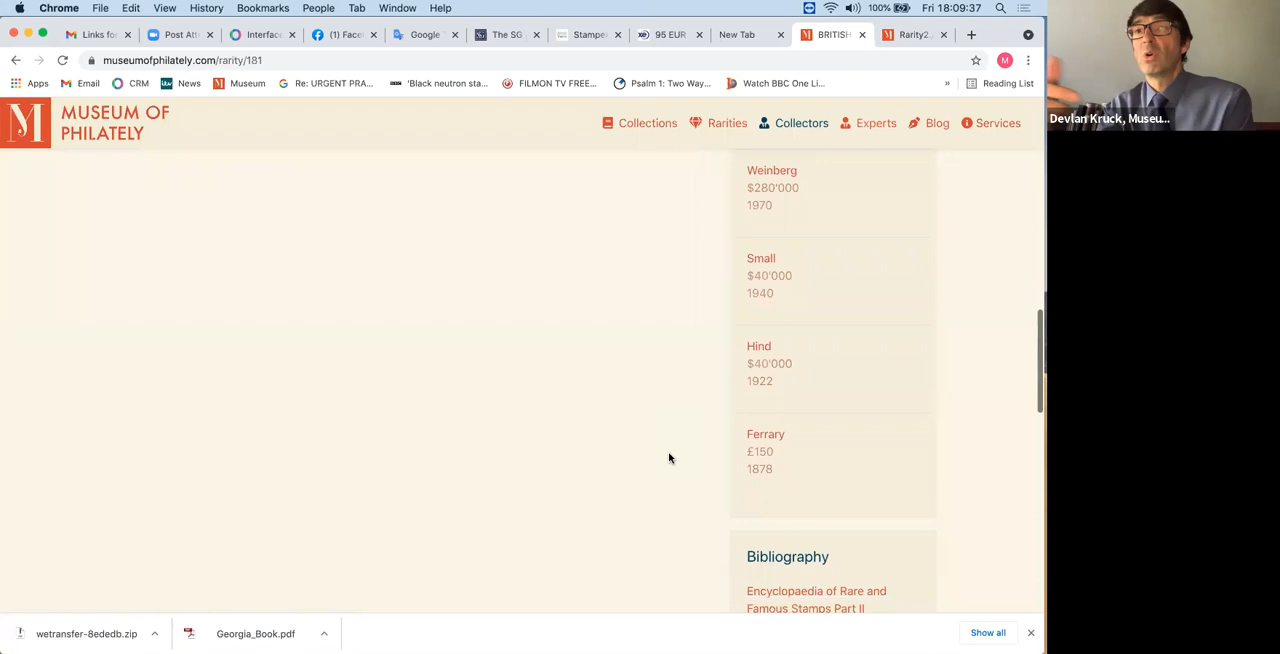 Chrome File Edit View History Bookmarks People Tab Window Help 100% Fri 18:09:37
Links for Post Att Interface (1) Face Google The SG Stampe 95 EUR New Tab BRITISH Rarity2.
museumofphilately.com/rarity/181 M
Apps Email CRM News Museum Re: URGENT PRA... 'Black neutron sta... FILMON TV FREE... Psalm 1: Two Way... Watch BBC One Li... » Reading List
M MUSEUM OF
PHILATELY
Collections Rarities Collectors Experts Blog Services
Weinberg
$280'000
1970
Small
$40'000
1940
Hind
$40'000
1922
Ferrary
£150
1878
Bibliography
Encyclopaedia of Rare and
Famous Stamps Part II
wetransfer-8ededb.zip Georgia_Book.pdf Show all
Devlan Kruck, Museu...